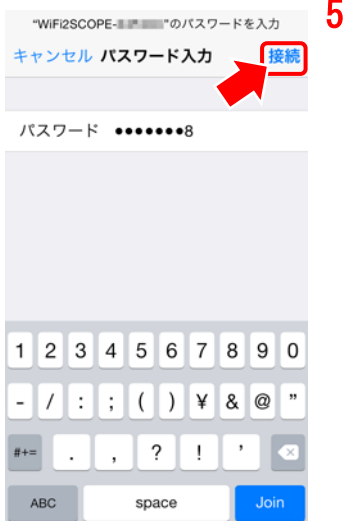 5
"WiFi2SCOPE- "のパスワードを入力
キャンセル パスワード入力 接続
パスワード ●●●●●●●8
1 2 3 4 5 6 7 8 9 0
- / : ; ( ) ¥ & @ "
#+= . , ? ! ’
ABC space Join